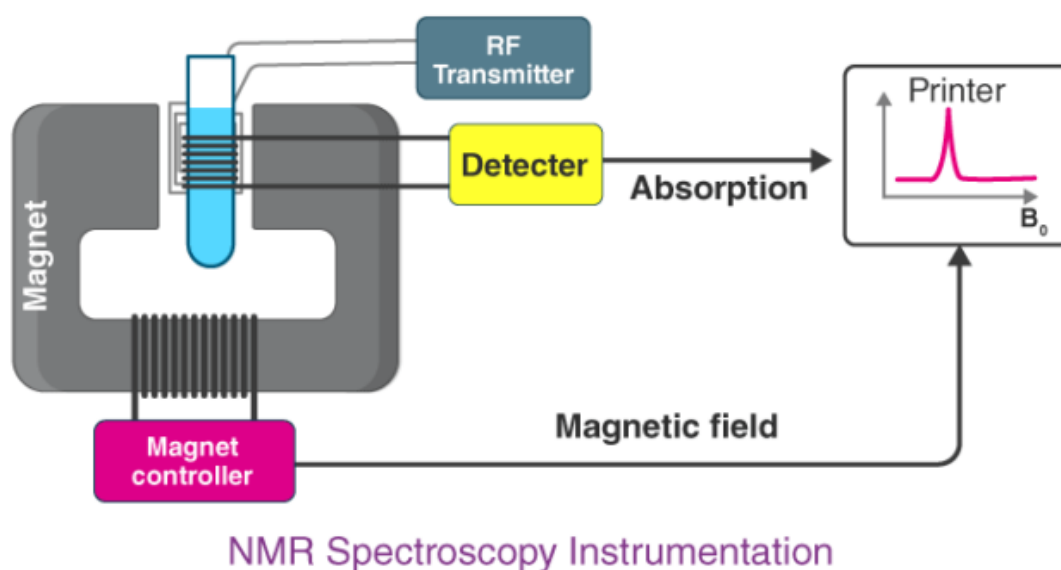 RF
Transmitter
Printer
Detecter
Absorption
B₀
Magnet
Magnetic field
Magnet
controller
NMR Spectroscopy Instrumentation